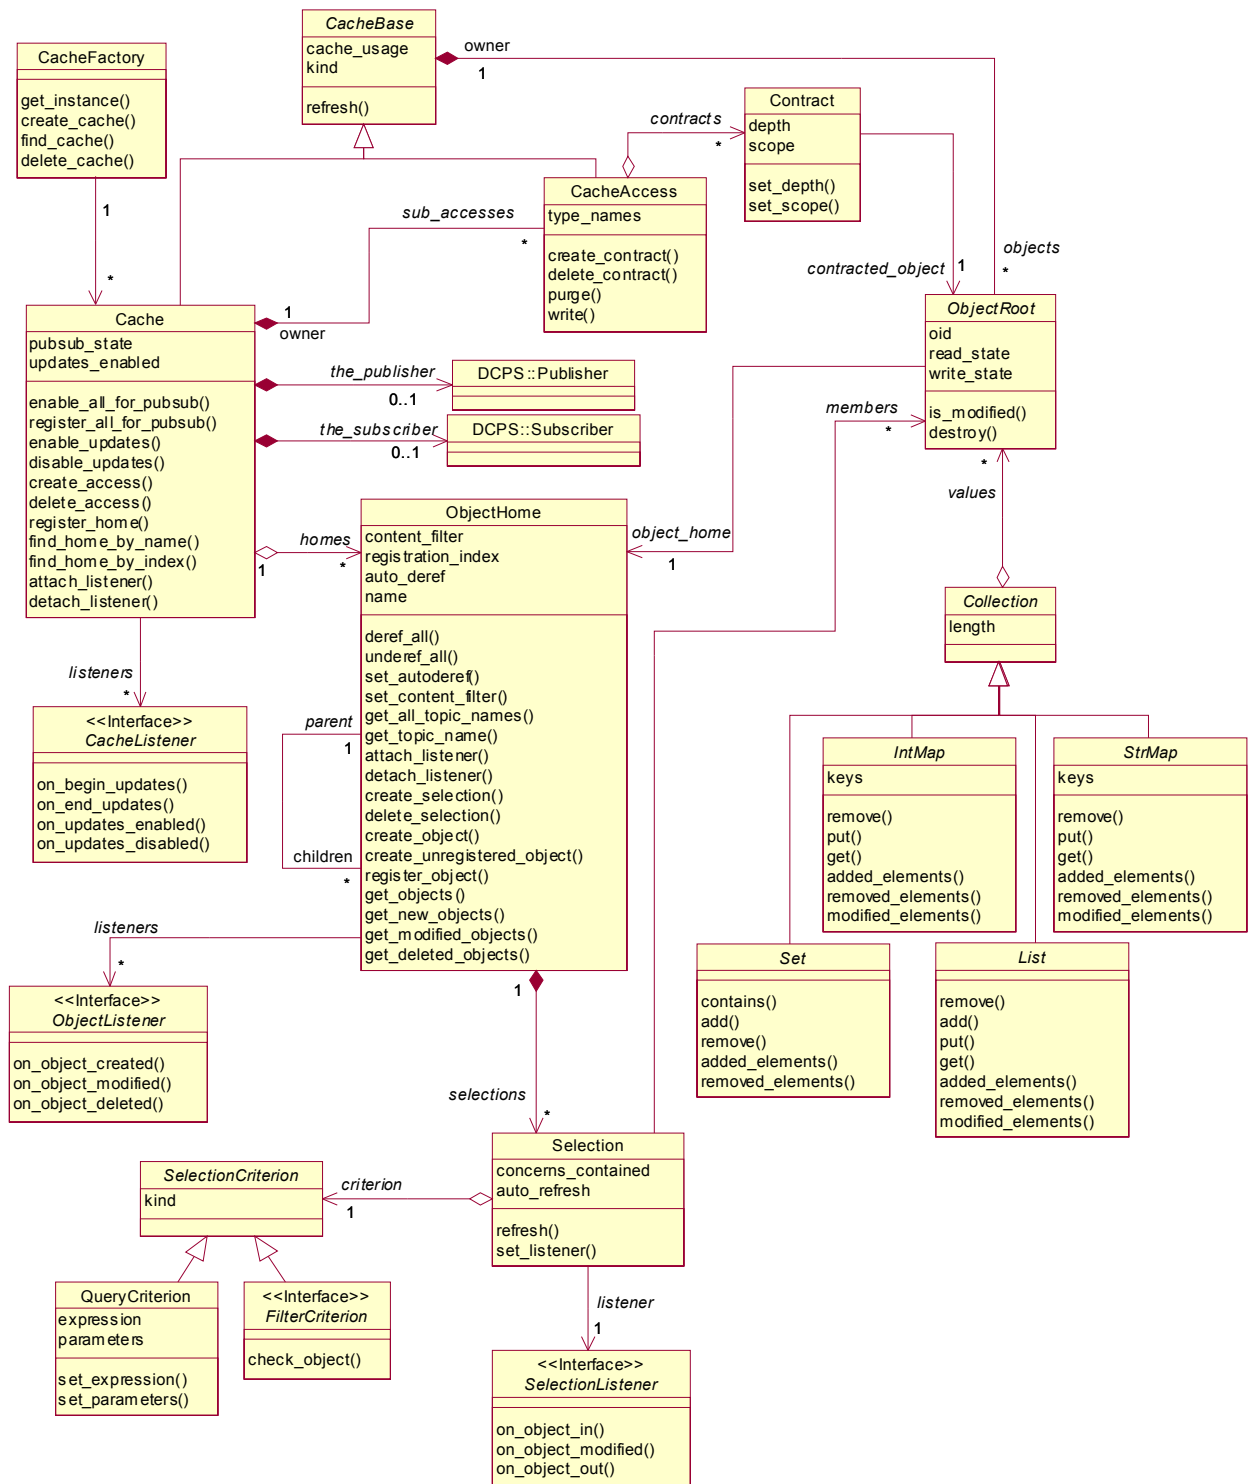 CacheBase
cache_usage
kind
refresh()
owner
1
CacheFactory
get_instance()
create_cache()
find_cache()
delete_cache()
1
*
contracts
*
Contract
depth
scope
set_depth()
set_scope()
CacheAccess
type_names
create_contract()
delete_contract()
purge()
write()
sub_accesses
*
1
owner
objects
*
contracted_object
1
ObjectRoot
oid
read_state
write_state
is_modified()
destroy()
Cache
pubsub_state
updates_enabled
enable_all_for_pubsub()
register_all_for_pubsub()
enable_updates()
disable_updates()
create_access()
delete_access()
register_home()
find_home_by_name()
find_home_by_index()
attach_listener()
detach_listener()
the_publisher
0..1
DCPS::Publisher
the_subscriber
0..1
DCPS::Subscriber
members
*
*
values
homes
1
*
object_home
1
ObjectHome
content_filter
registration_index
auto_deref
name
deref_all()
underef_all()
set_autoderef()
set_content_filter()
get_all_topic_names()
get_topic_name()
attach_listener()
detach_listener()
create_selection()
delete_selection()
create_object()
create_unregistered_object()
register_object()
get_objects()
get_new_objects()
get_modified_objects()
get_deleted_objects()
parent
1
children
*
Collection
length
listeners
*
<<Interface>>
CacheListener
on_begin_updates()
on_end_updates()
on_updates_enabled()
on_updates_disabled()
IntMap
keys
remove()
put()
get()
added_elements()
removed_elements()
modified_elements()
StrMap
keys
remove()
put()
get()
added_elements()
removed_elements()
modified_elements()
listeners
*
<<Interface>>
ObjectListener
on_object_created()
on_object_modified()
on_object_deleted()
Set
contains()
add()
remove()
added_elements()
removed_elements()
List
remove()
add()
put()
get()
added_elements()
removed_elements()
modified_elements()
1
selections
*
Selection
concerns_contained
auto_refresh
refresh()
set_listener()
criterion
1
SelectionCriterion
kind
QueryCriterion
expression
parameters
set_expression()
set_parameters()
<<Interface>>
FilterCriterion
check_object()
listener
1
<<Interface>>
SelectionListener
on_object_in()
on_object_modified()
on_object_out()